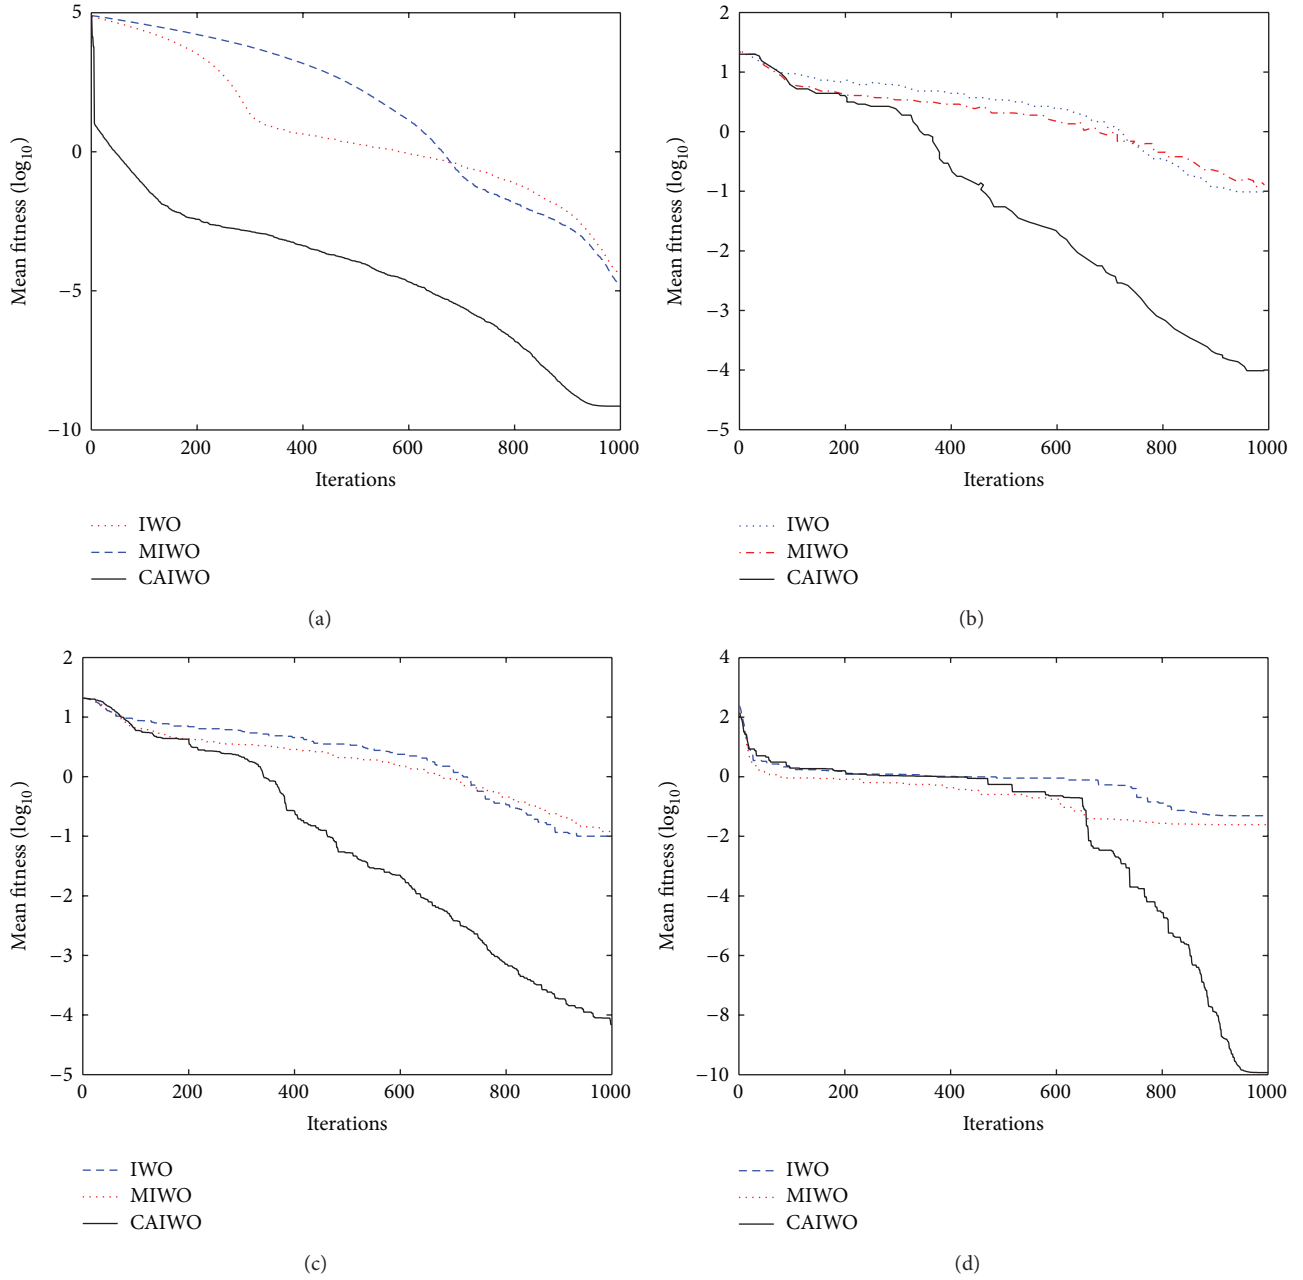 5
0
−5
−10
Mean fitness (log10)
0
200
400
600
800
1000
Iterations
IWO
MIWO
CAIWO
(a)
2
1
0
−1
−2
−3
−4
−5
Mean fitness (log10)
0
200
400
600
800
1000
Iterations
IWO
MIWO
CAIWO
(b)
2
1
0
−1
−2
−3
−4
−5
Mean fitness (log10)
0
200
400
600
800
1000
Iterations
IWO
MIWO
CAIWO
(c)
4
2
0
−2
−4
−6
−8
−10
Mean fitness (log10)
0
200
400
600
800
1000
Iterations
IWO
MIWO
CAIWO
(d)